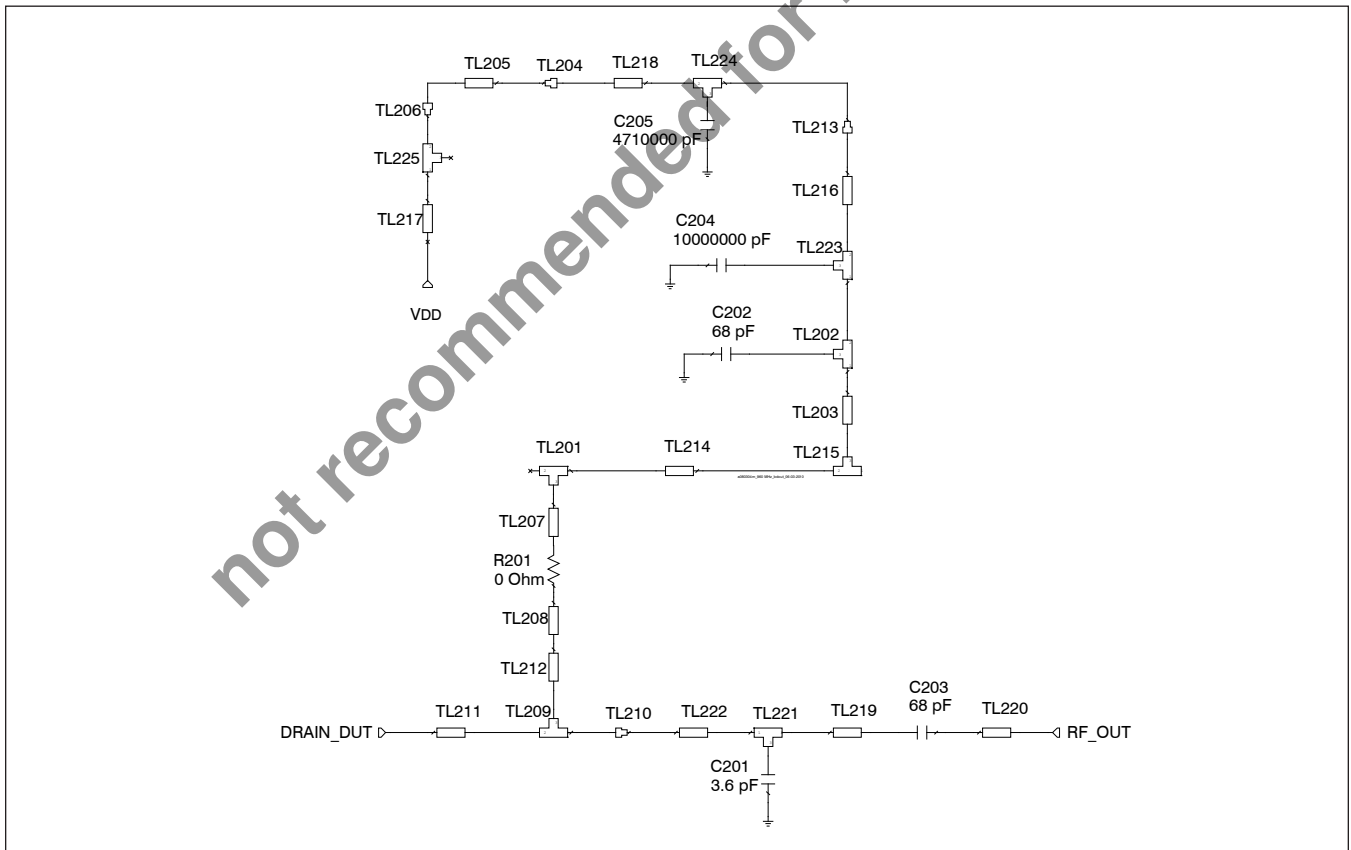 TL205
TL204
TL218
TL224
TL206
C205
4710000 pF
TL213
TL225
TL216
TL217
C204
10000000 pF
TL223
VDD
C202
68 pF
TL202
TL203
TL201
TL214
TL215
TL207
R201
0 Ohm
TL208
TL212
C203
68 pF
DRAIN_DUT
TL211
TL209
TL210
TL222
TL221
TL219
TL220
RF_OUT
C201
3.6 pF
not recommended for